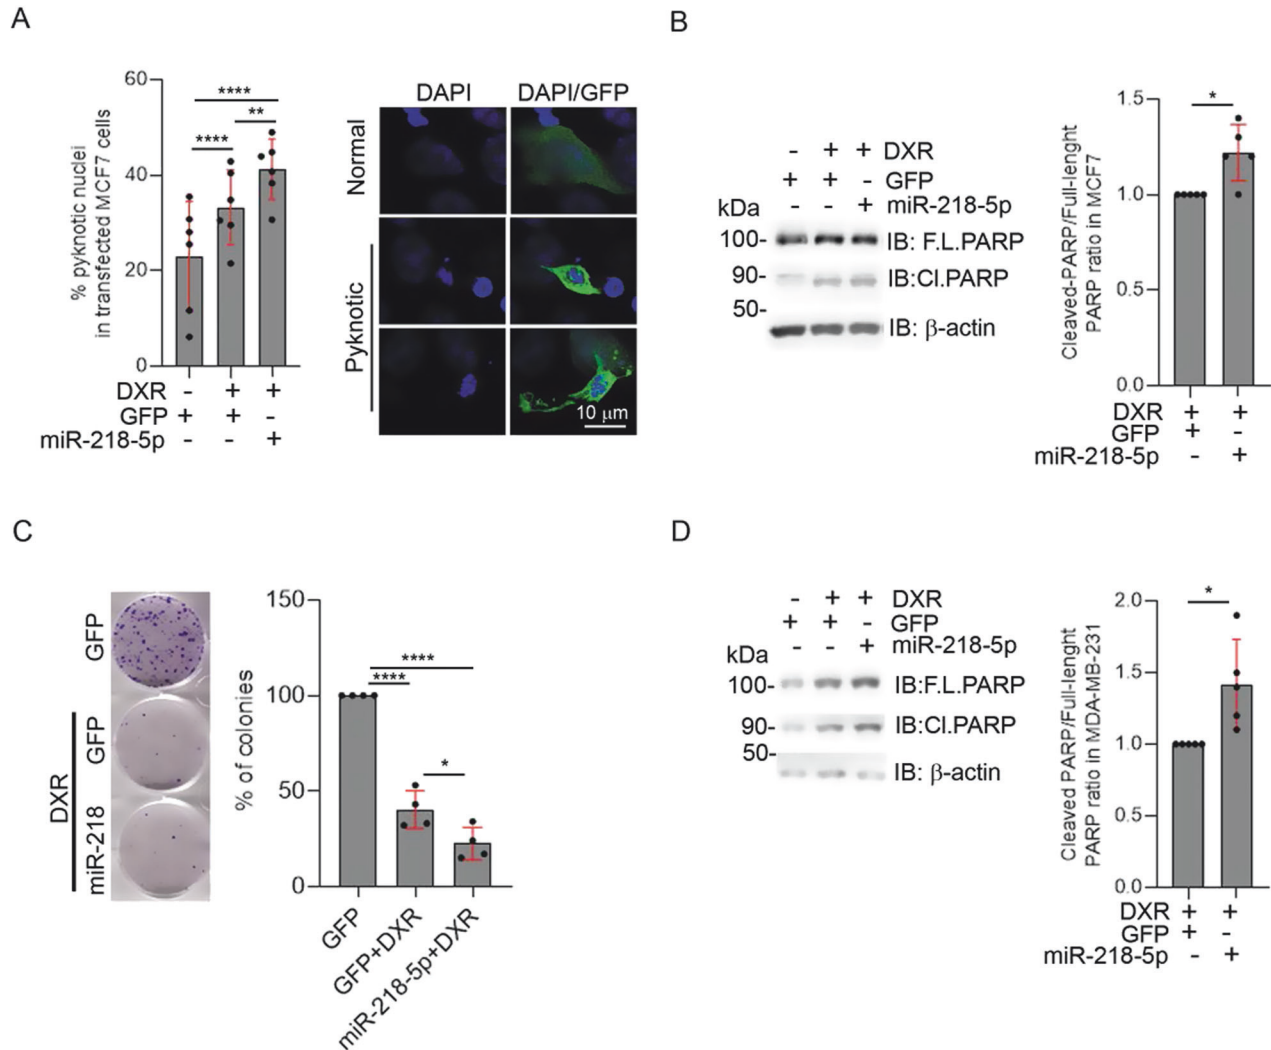 A
% pyknotic nuclei
in transfected MCF7 cells
60
40
20
0
****
**
****
DXR - + +
GFP + + -
miR-218-5p - - +
DAPI DAPI/GFP
Normal
Pyknotic
10 μm
B
- + + DXR
+ + - GFP
- - + miR-218-5p
kDa
100- IB: F.L.PARP
90- IB:Cl.PARP
50-
IB: β-actin
Cleaved-PARP/Full-lenght
PARP ratio in MCF7
1.5
1.0
0.5
0.0
*
DXR + +
GFP + -
miR-218-5p - +
C
GFP
DXR
GFP
miR-218
% of colonies
150
100
50
0
****
****
*
GFP
GFP+DXR
miR-218-5p+DXR
D
- + + DXR
+ + - GFP
- - + miR-218-5p
kDa
100- IB:F.L.PARP
90- IB:Cl.PARP
50-
IB: β-actin
Cleaved PARP/Full-lenght
PARP ratio in MDA-MB-231
2.0
1.5
1.0
0.5
0.0
*
DXR + +
GFP + -
miR-218-5p - +